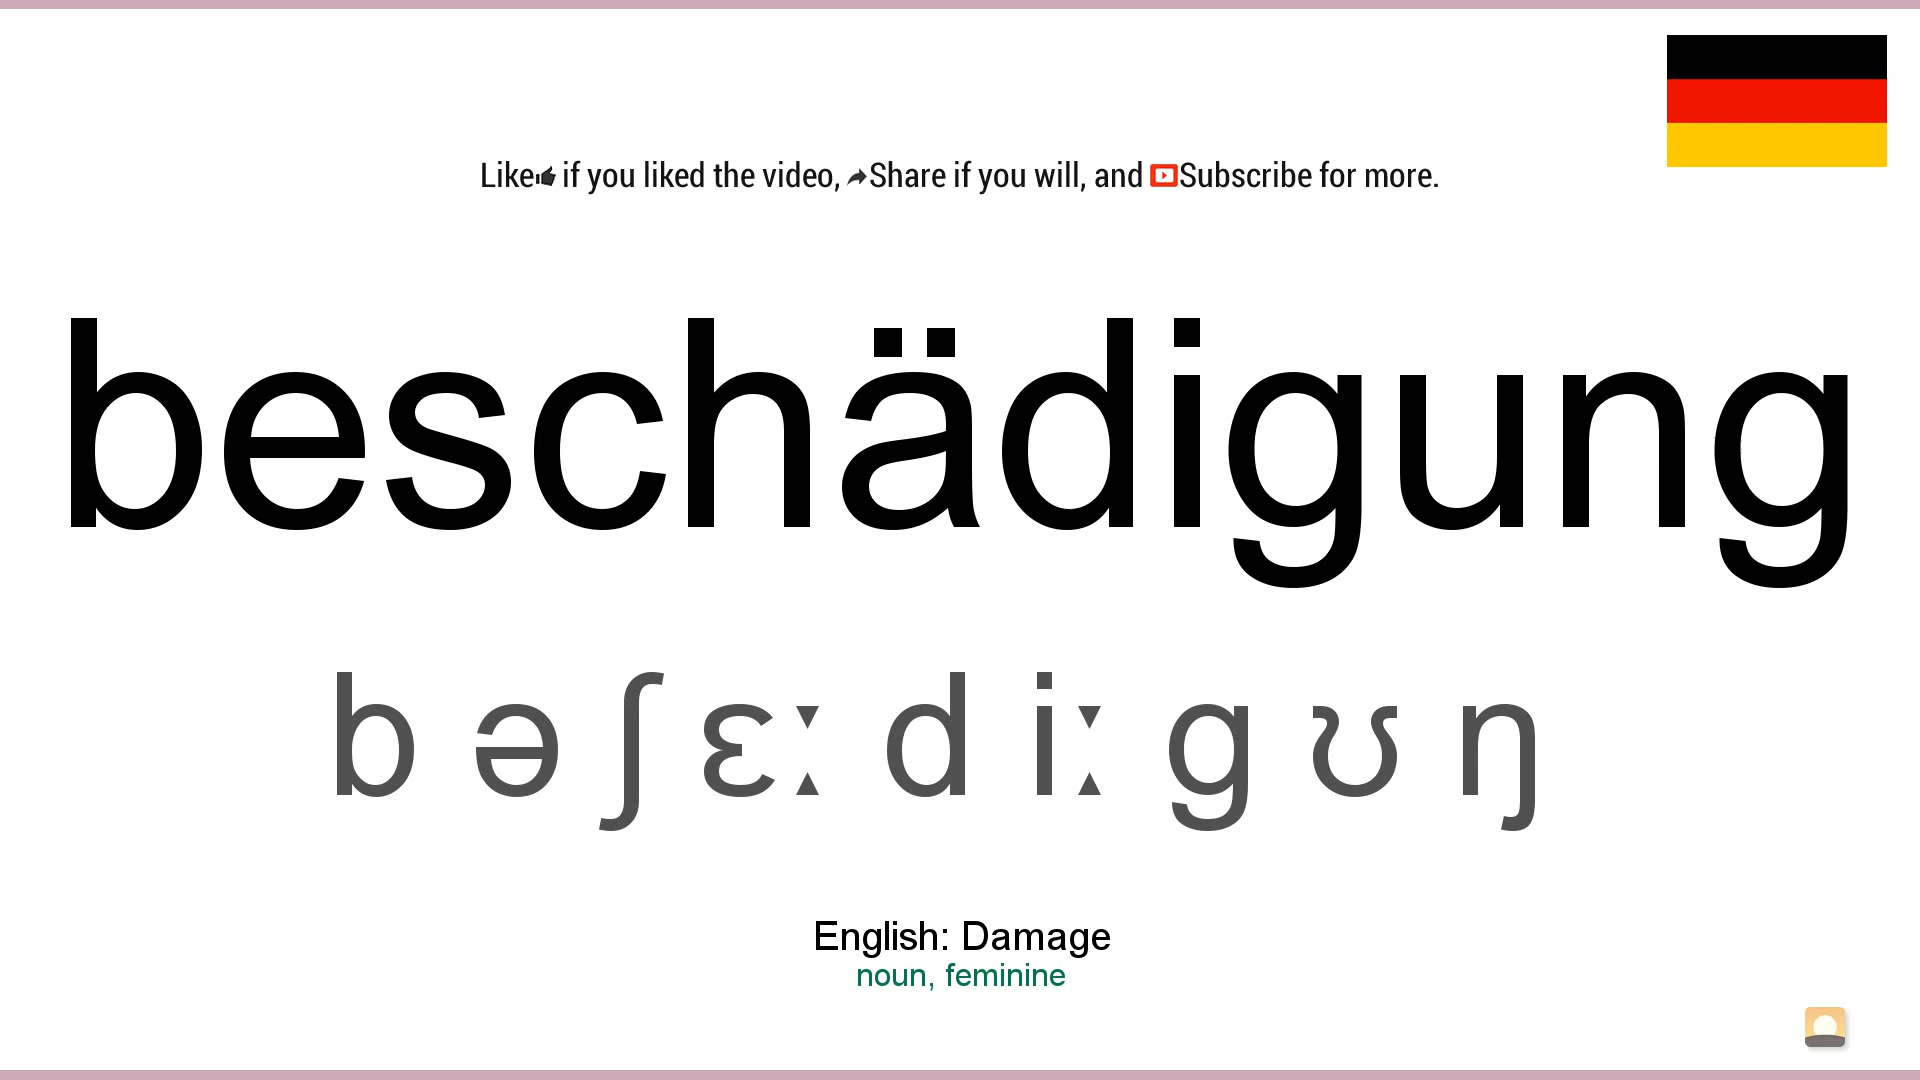 Like if you liked the video, Share if you will, and Subscribe for more.
beschädigung
b ə ʃ ɛː d iː g ʊ ŋ
English: Damage
noun, feminine